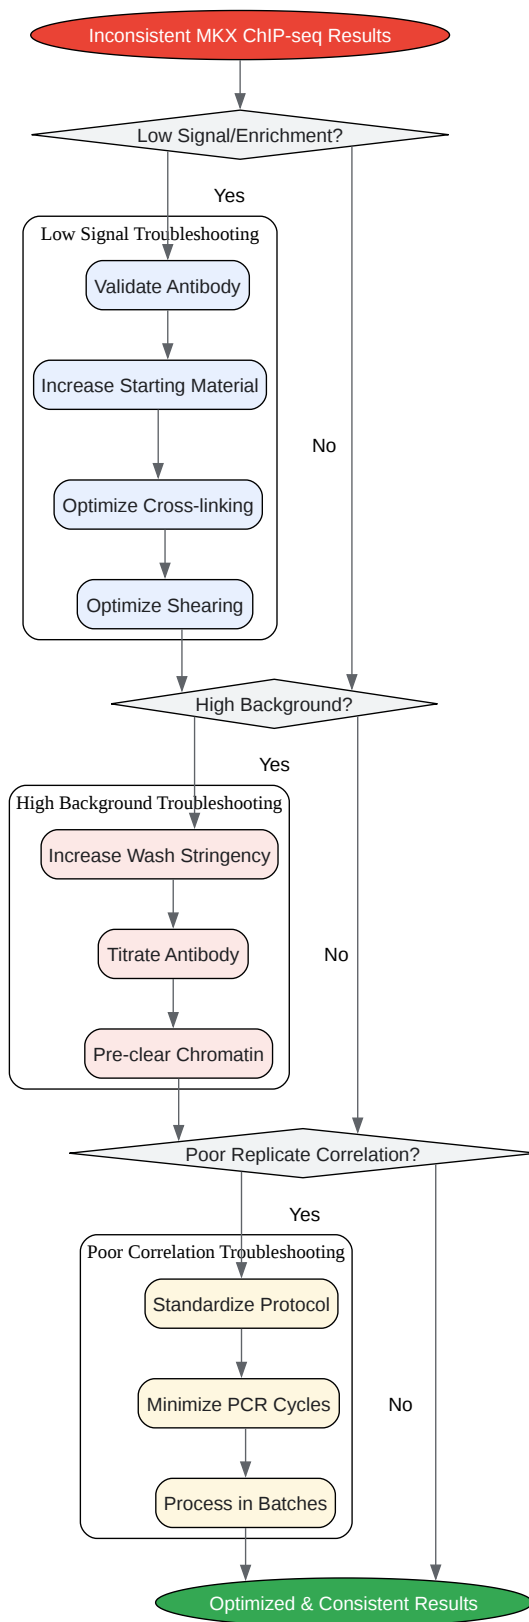 Inconsistent MKX ChIP-seq Results
Low Signal/Enrichment?
Yes
Low Signal Troubleshooting
Validate Antibody
Increase Starting Material
No
Optimize Cross-linking
Optimize Shearing
High Background?
Yes
High Background Troubleshooting
Increase Wash Stringency
Titrate Antibody
No
Pre-clear Chromatin
Poor Replicate Correlation?
Yes
Poor Correlation Troubleshooting
Standardize Protocol
Minimize PCR Cycles
No
Process in Batches
Optimized & Consistent Results